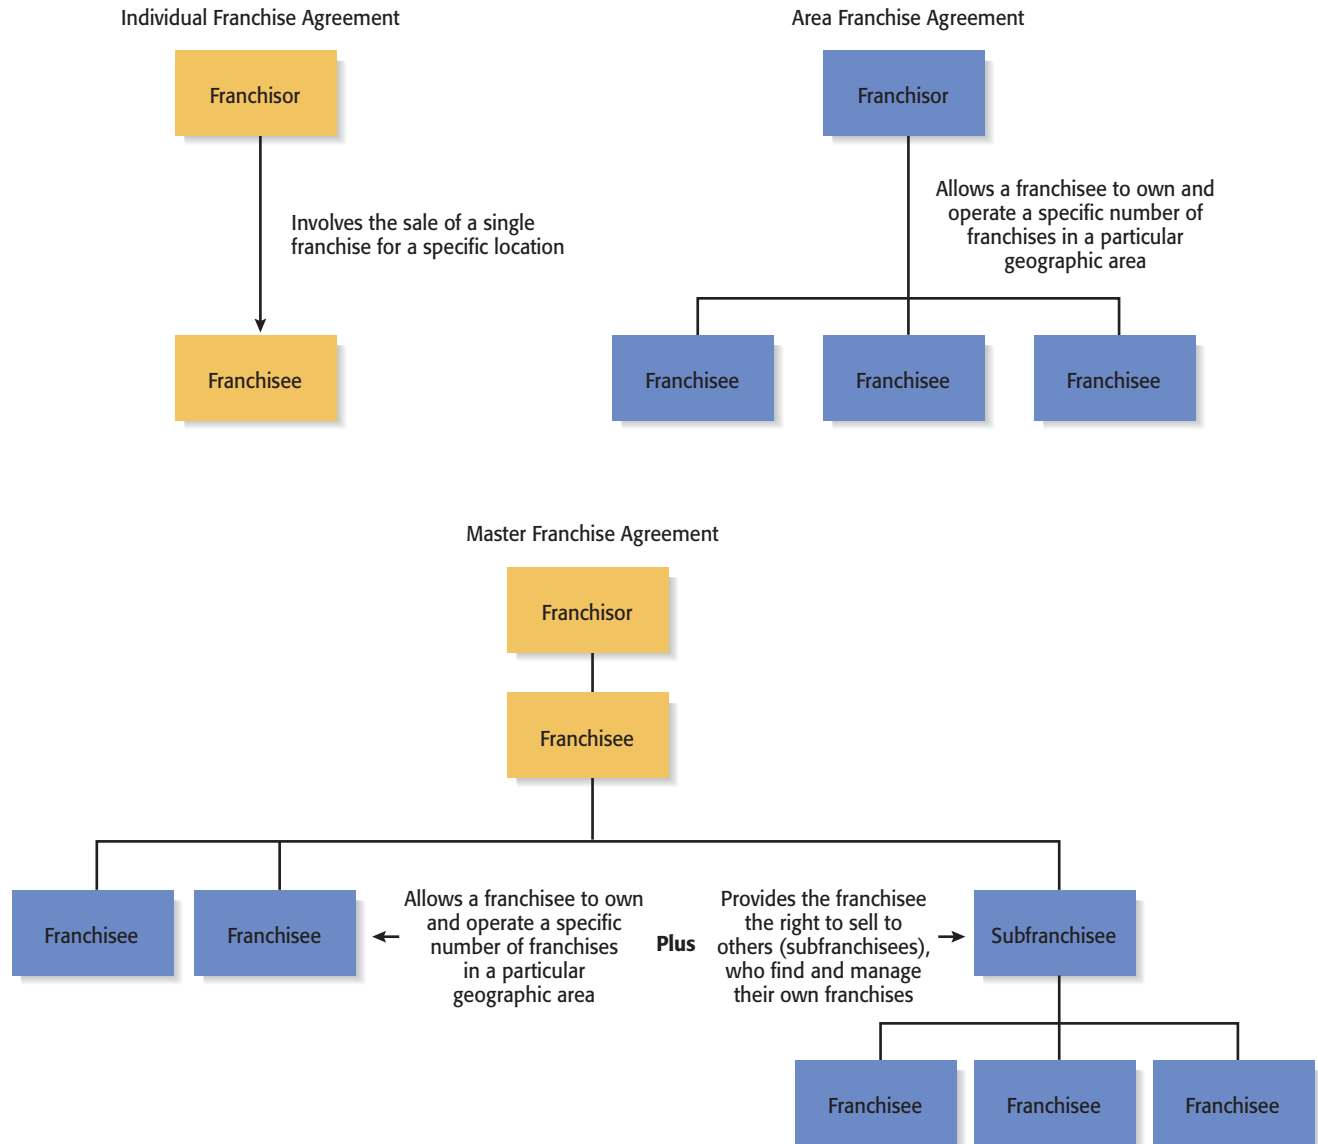 Individual Franchise Agreement
Franchisor
Involves the sale of a single
franchise for a specific location
Franchisee
Area Franchise Agreement
Franchisor
Allows a franchisee to own and
operate a specific number of
franchises in a particular
geographic area
Franchisee
Franchisee
Franchisee
Master Franchise Agreement
Franchisor
Franchisee
Franchisee
Franchisee
Allows a franchisee to own
and operate a specific
number of franchises
in a particular
geographic area
Plus
Provides the franchisee
the right to sell to
others (subfranchisees),
who find and manage
their own franchises
Subfranchisee
Franchisee
Franchisee
Franchisee